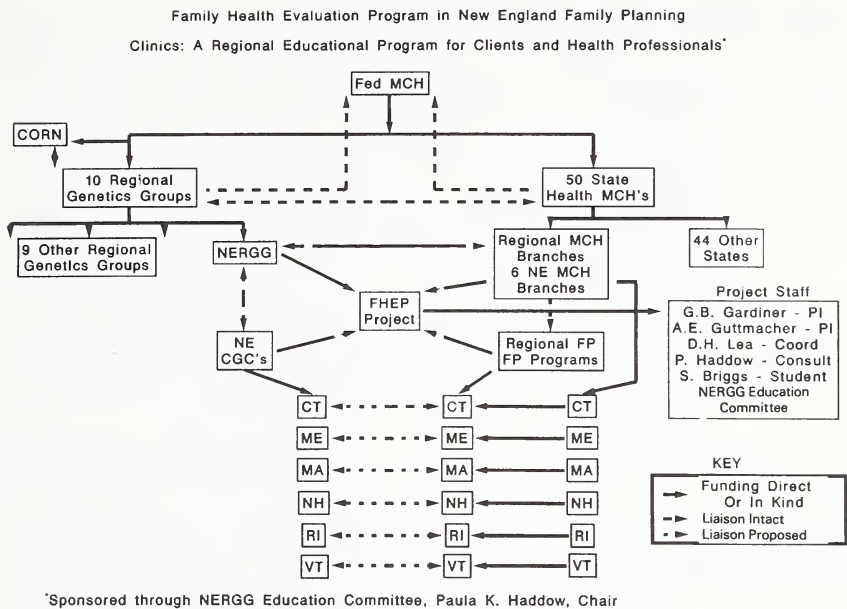 Family Health Evaluation Program in New England Family Planning
Clinics: A Regional Educational Program for Clients and Health Professionals*
Fed MCH
CORN
10 Regional
Genetics Groups
50 State
Health MCH's
9 Other Regional
Genetics Groups
NERGG
Regional MCH
Branches
6 NE MCH
Branches
44 Other
States
FHEP
Project
Project Staff
G.B. Gardiner - PI
A.E. Guttmacher - PI
D.H. Lea - Coord
P. Haddow - Consult
S. Briggs - Student
NERGG Education
Committee
NE
CGC's
Regional FP
FP Programs
CT CT CT
ME ME ME
MA MA MA
NH NH NH
RI RI RI
VT VT VT
KEY
Funding Direct
Or In Kind
Liaison Intact
Liaison Proposed
*Sponsored through NERGG Education Committee, Paula K. Haddow, Chair